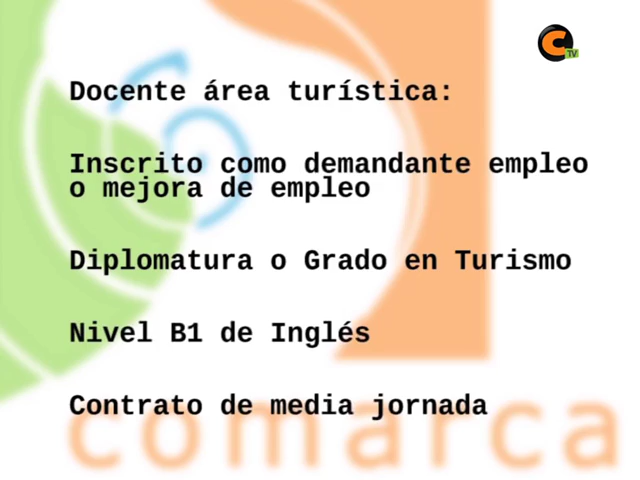 C
TV
Docente área turística:
Inscrito como demandante empleo
o mejora de empleo
Diplomatura o Grado en Turismo
Nivel B1 de Inglés
Contrato de media jornada
comarca